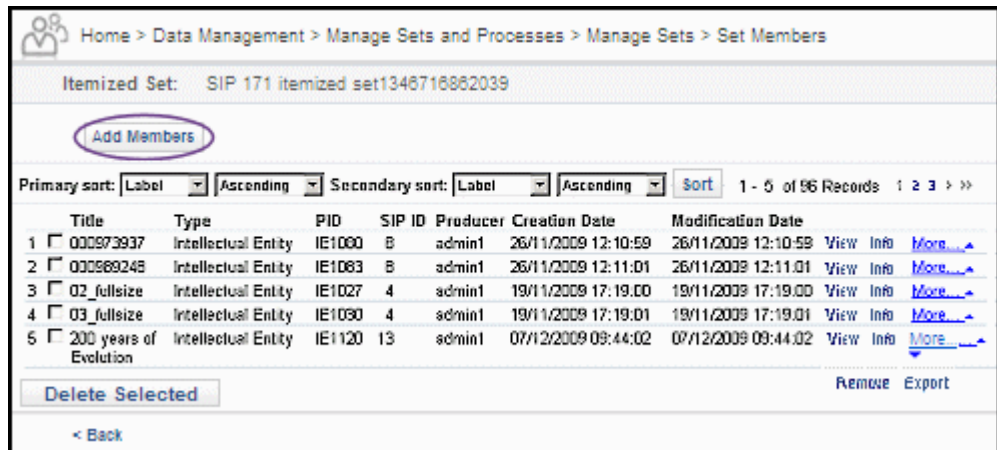 Home > Data Management > Manage Sets and Processes > Manage Sets > Set Members
Itemized Set: SIP 171 itemized set1346716862039
Add Members
Primary sort: Label Ascending Secondary sort: Label Ascending Sort 1 - 5 of 96 Records 1 2 3 > >>
Title Type PID SIP ID Producer Creation Date Modification Date
1 000973937 Intellectual Entity IE1080 8 admin1 26/11/2009 12:10:59 26/11/2009 12:10:59 View Info More...
2 000989248 Intellectual Entity IE1083 8 admin1 26/11/2009 12:11:01 26/11/2009 12:11:01 View Info More...
3 02_fullsize Intellectual Entity IE1027 4 admin1 19/11/2009 17:19:00 19/11/2009 17:19:00 View Info More...
4 03_fullsize Intellectual Entity IE1030 4 admin1 19/11/2009 17:19:01 19/11/2009 17:19:01 View Info More...
5 200 years of Intellectual Entity IE1120 13 admin1 07/12/2009 09:44:02 07/12/2009 09:44:02 View Info More...
Evolution
Remove Export
Delete Selected
< Back